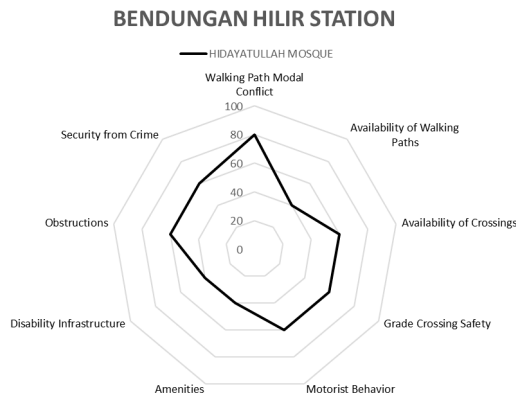 BENDUNGAN HILIR STATION
HIDAYATULLAH MOSQUE
Walking Path Modal
Conflict
100
Availability of Walking
Paths
Security from Crime
80
60
40
20
0
Obstructions
Availability of Crossings
Disability Infrastructure
Grade Crossing Safety
Amenities
Motorist Behavior